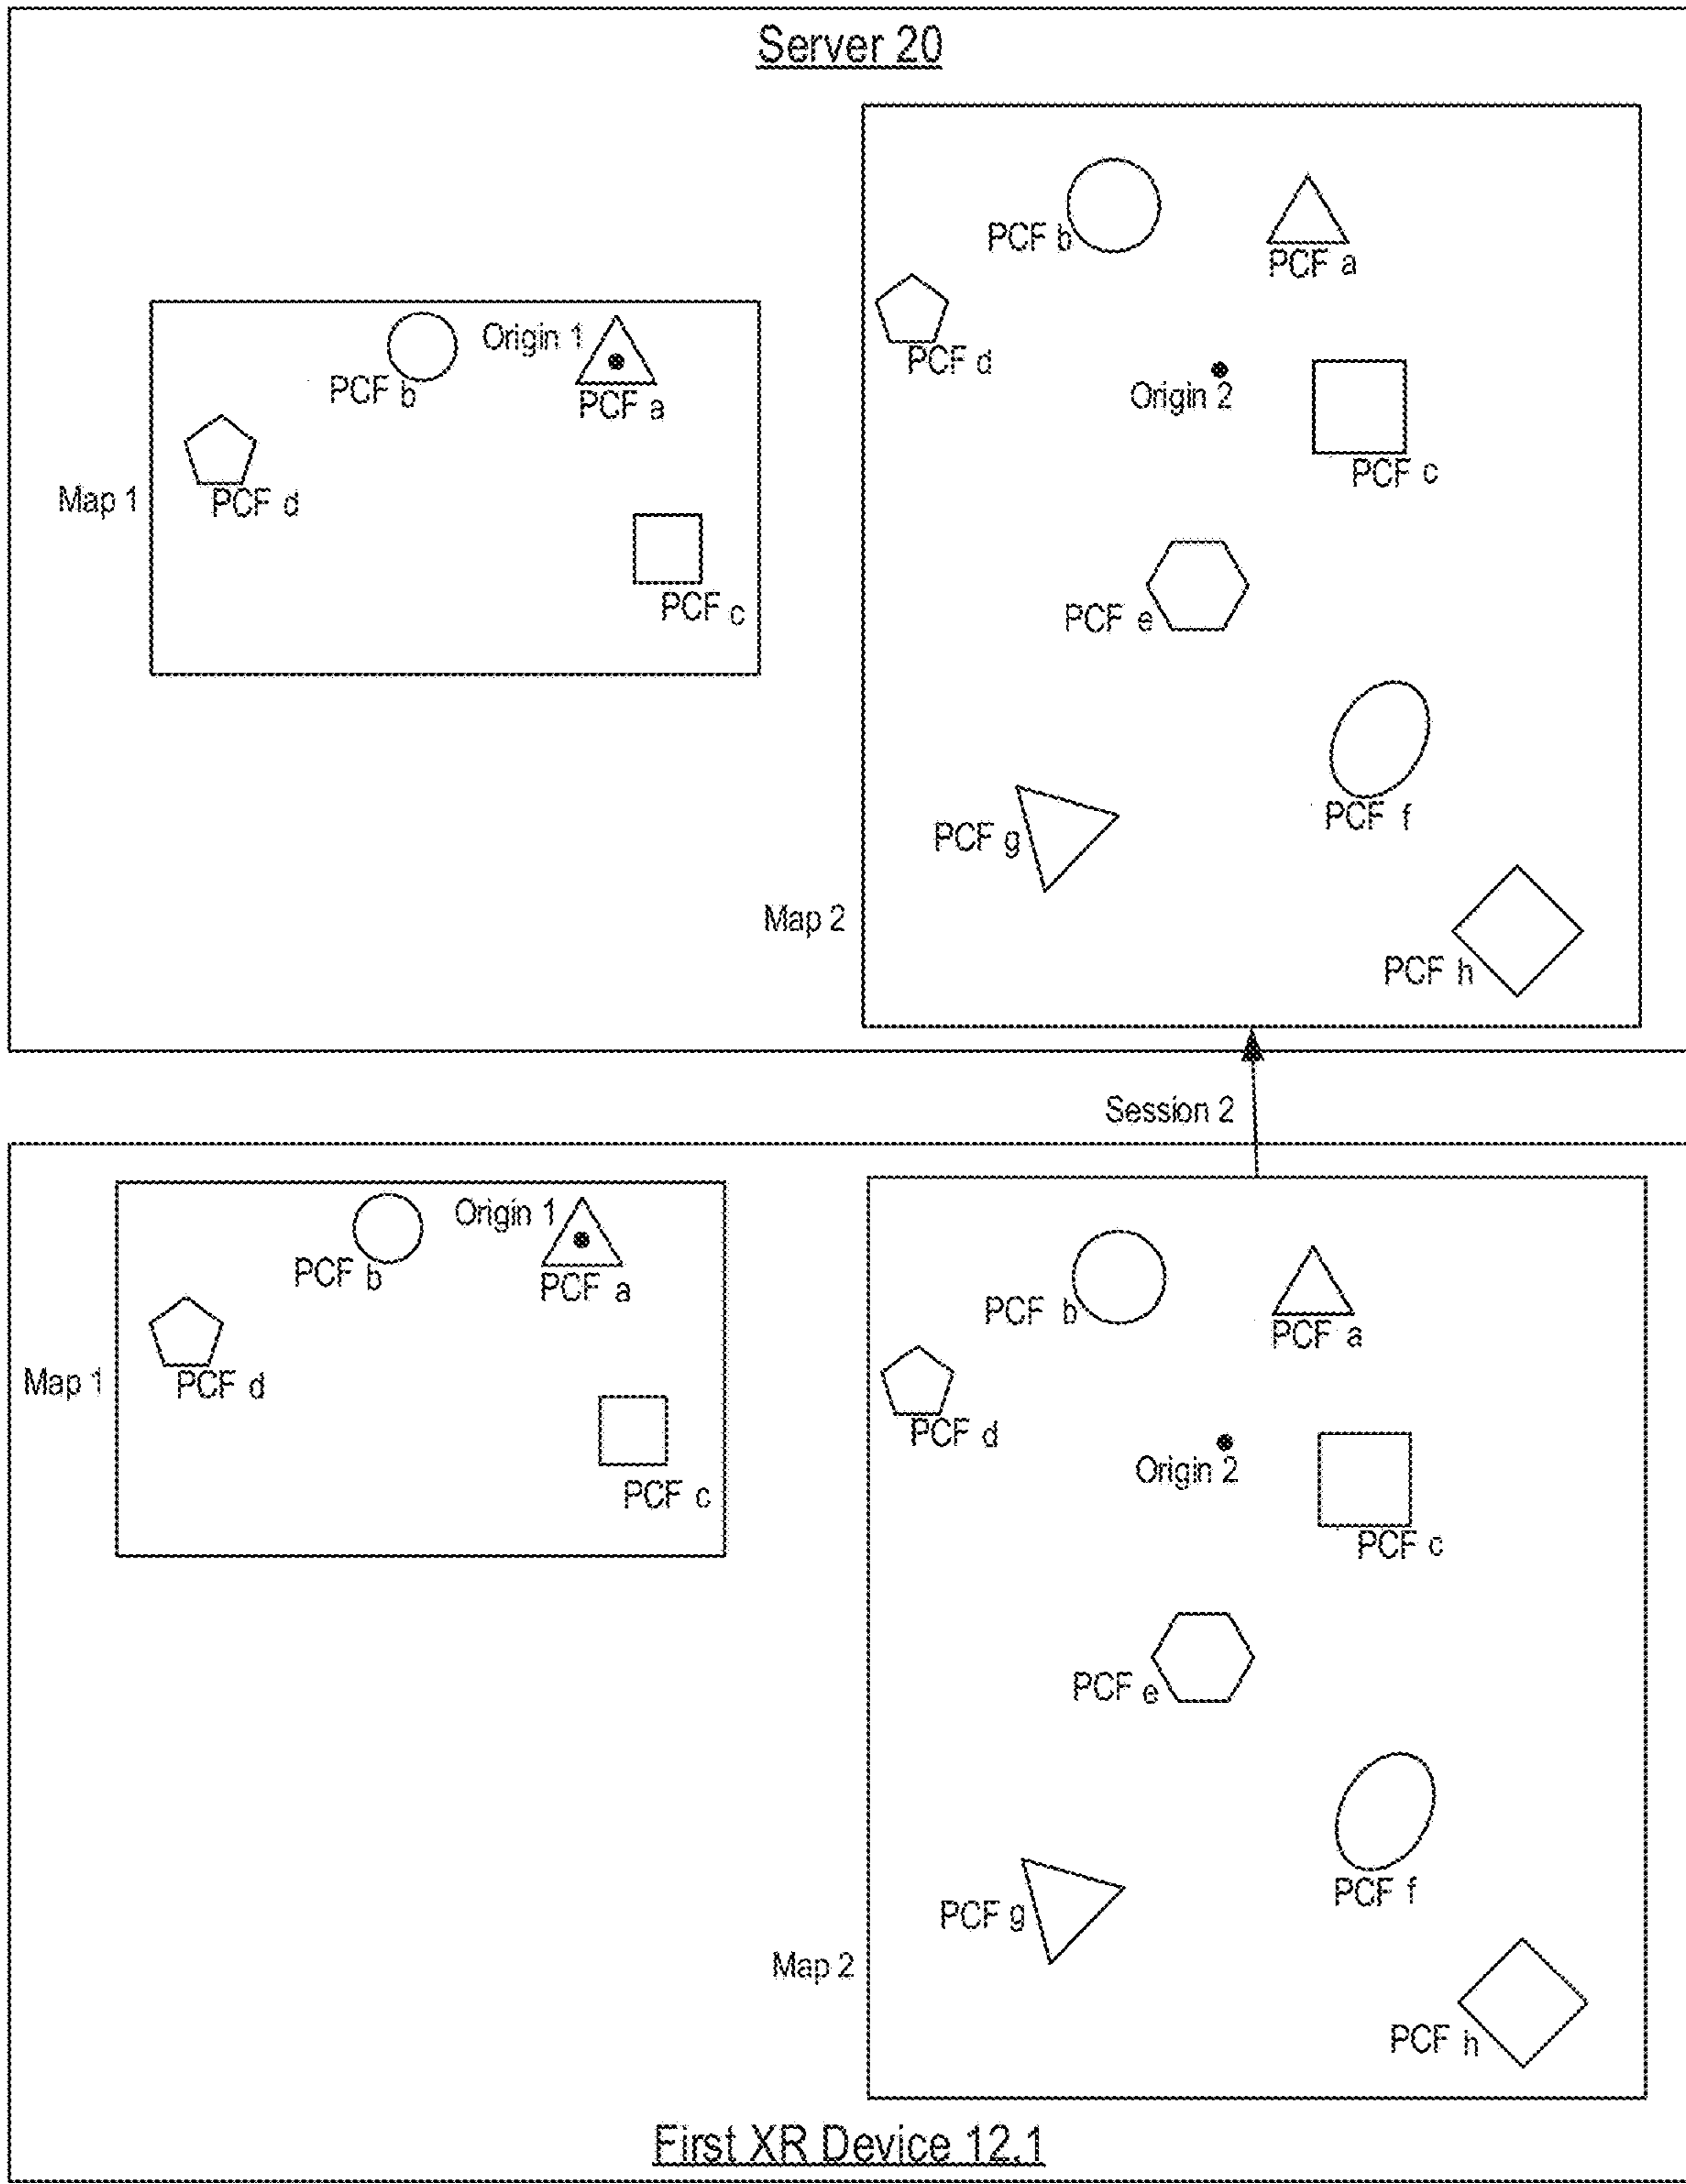 Server 20
PCF b
PCF a
PCF d
Origin 2
PCF c
PCF e
PCF f
PCF g
Map 2
PCF h
Origin 1
PCF b
PCF a
Map 1
PCF d
PCF c
Session 2
Origin 1
PCF b
PCF a
Map 1
PCF d
PCF c
PCF b
PCF a
PCF d
Origin 2
PCF c
PCF e
PCF f
PCF g
Map 2
PCF h
First XR Device 12.1